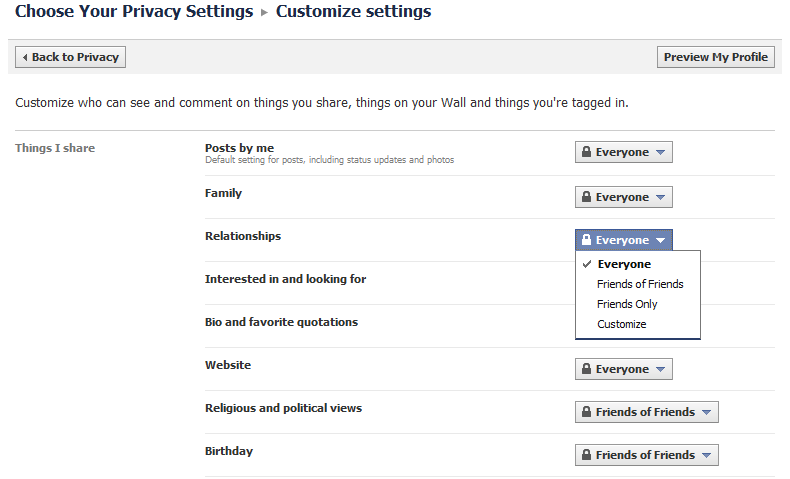 Choose Your Privacy Settings ▸ Customize settings
Back to Privacy
Preview My Profile
Customize who can see and comment on things you share, things on your Wall and things you're tagged in.
Things I share
Posts by me
Default setting for posts, including status updates and photos
Everyone
Family
Everyone
Relationships
Everyone
Everyone
Friends of Friends
Friends Only
Customize
Interested in and looking for
Bio and favorite quotations
Website
Everyone
Religious and political views
Friends of Friends
Birthday
Friends of Friends